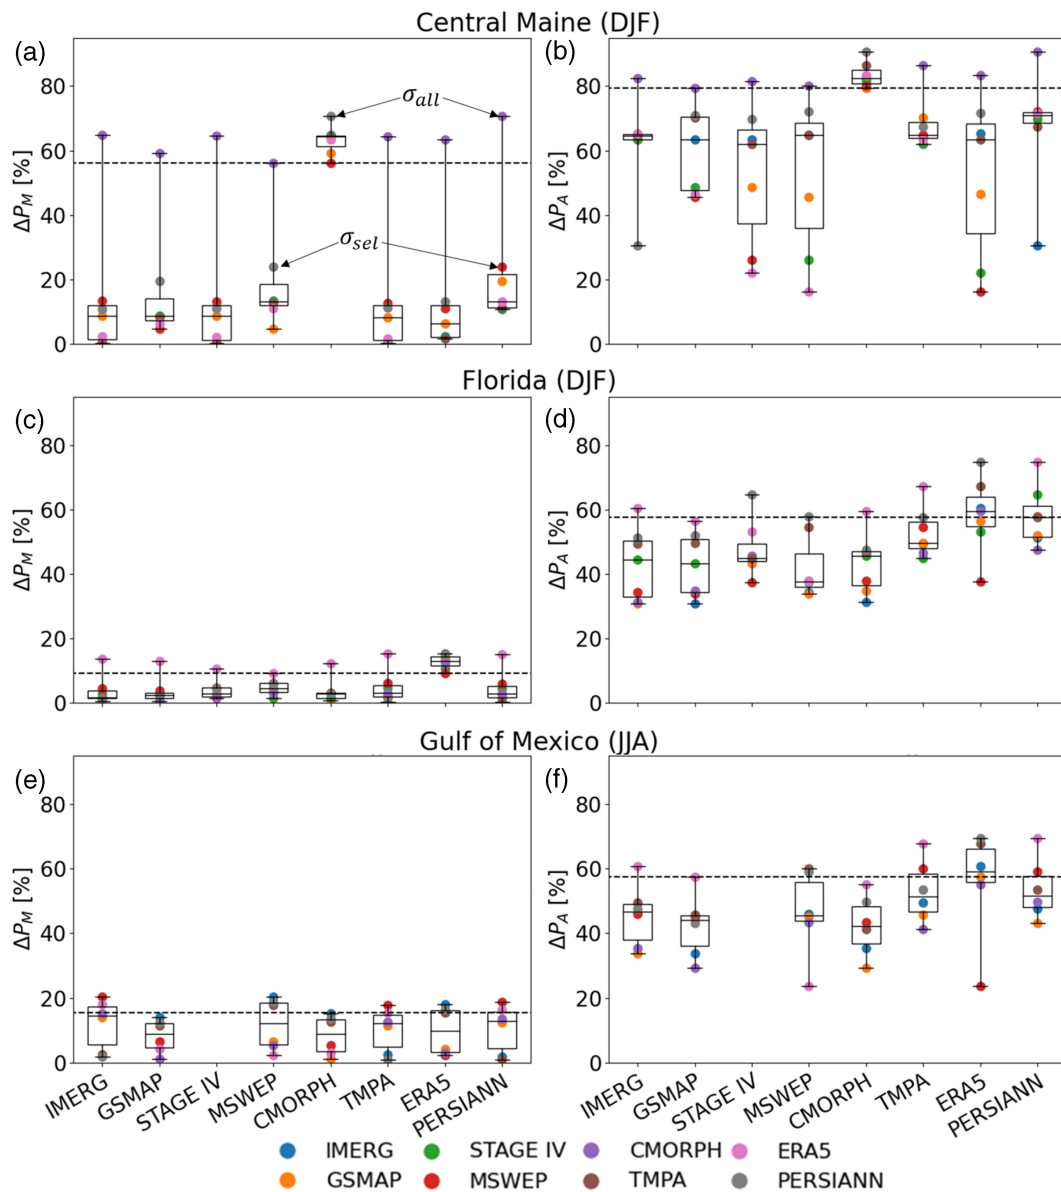 Central Maine (DJF)
(a)
(b)
ΔP_M [%]
80
60
40
20
0
σ_all
σ_sel
ΔP_A [%]
80
60
40
20
0
Florida (DJF)
(c)
(d)
ΔP_M [%]
80
60
40
20
0
ΔP_A [%]
80
60
40
20
0
Gulf of Mexico (JJA)
(e)
(f)
ΔP_M [%]
80
60
40
20
0
ΔP_A [%]
80
60
40
20
0
IMERG
GSMAP
STAGE IV
MSWEP
CMORPH
TMPA
ERA5
PERSIANN
IMERG
GSMAP
STAGE IV
MSWEP
CMORPH
TMPA
ERA5
PERSIANN
IMERG STAGE IV CMORPH ERA5
GSMAP MSWEP TMPA PERSIANN